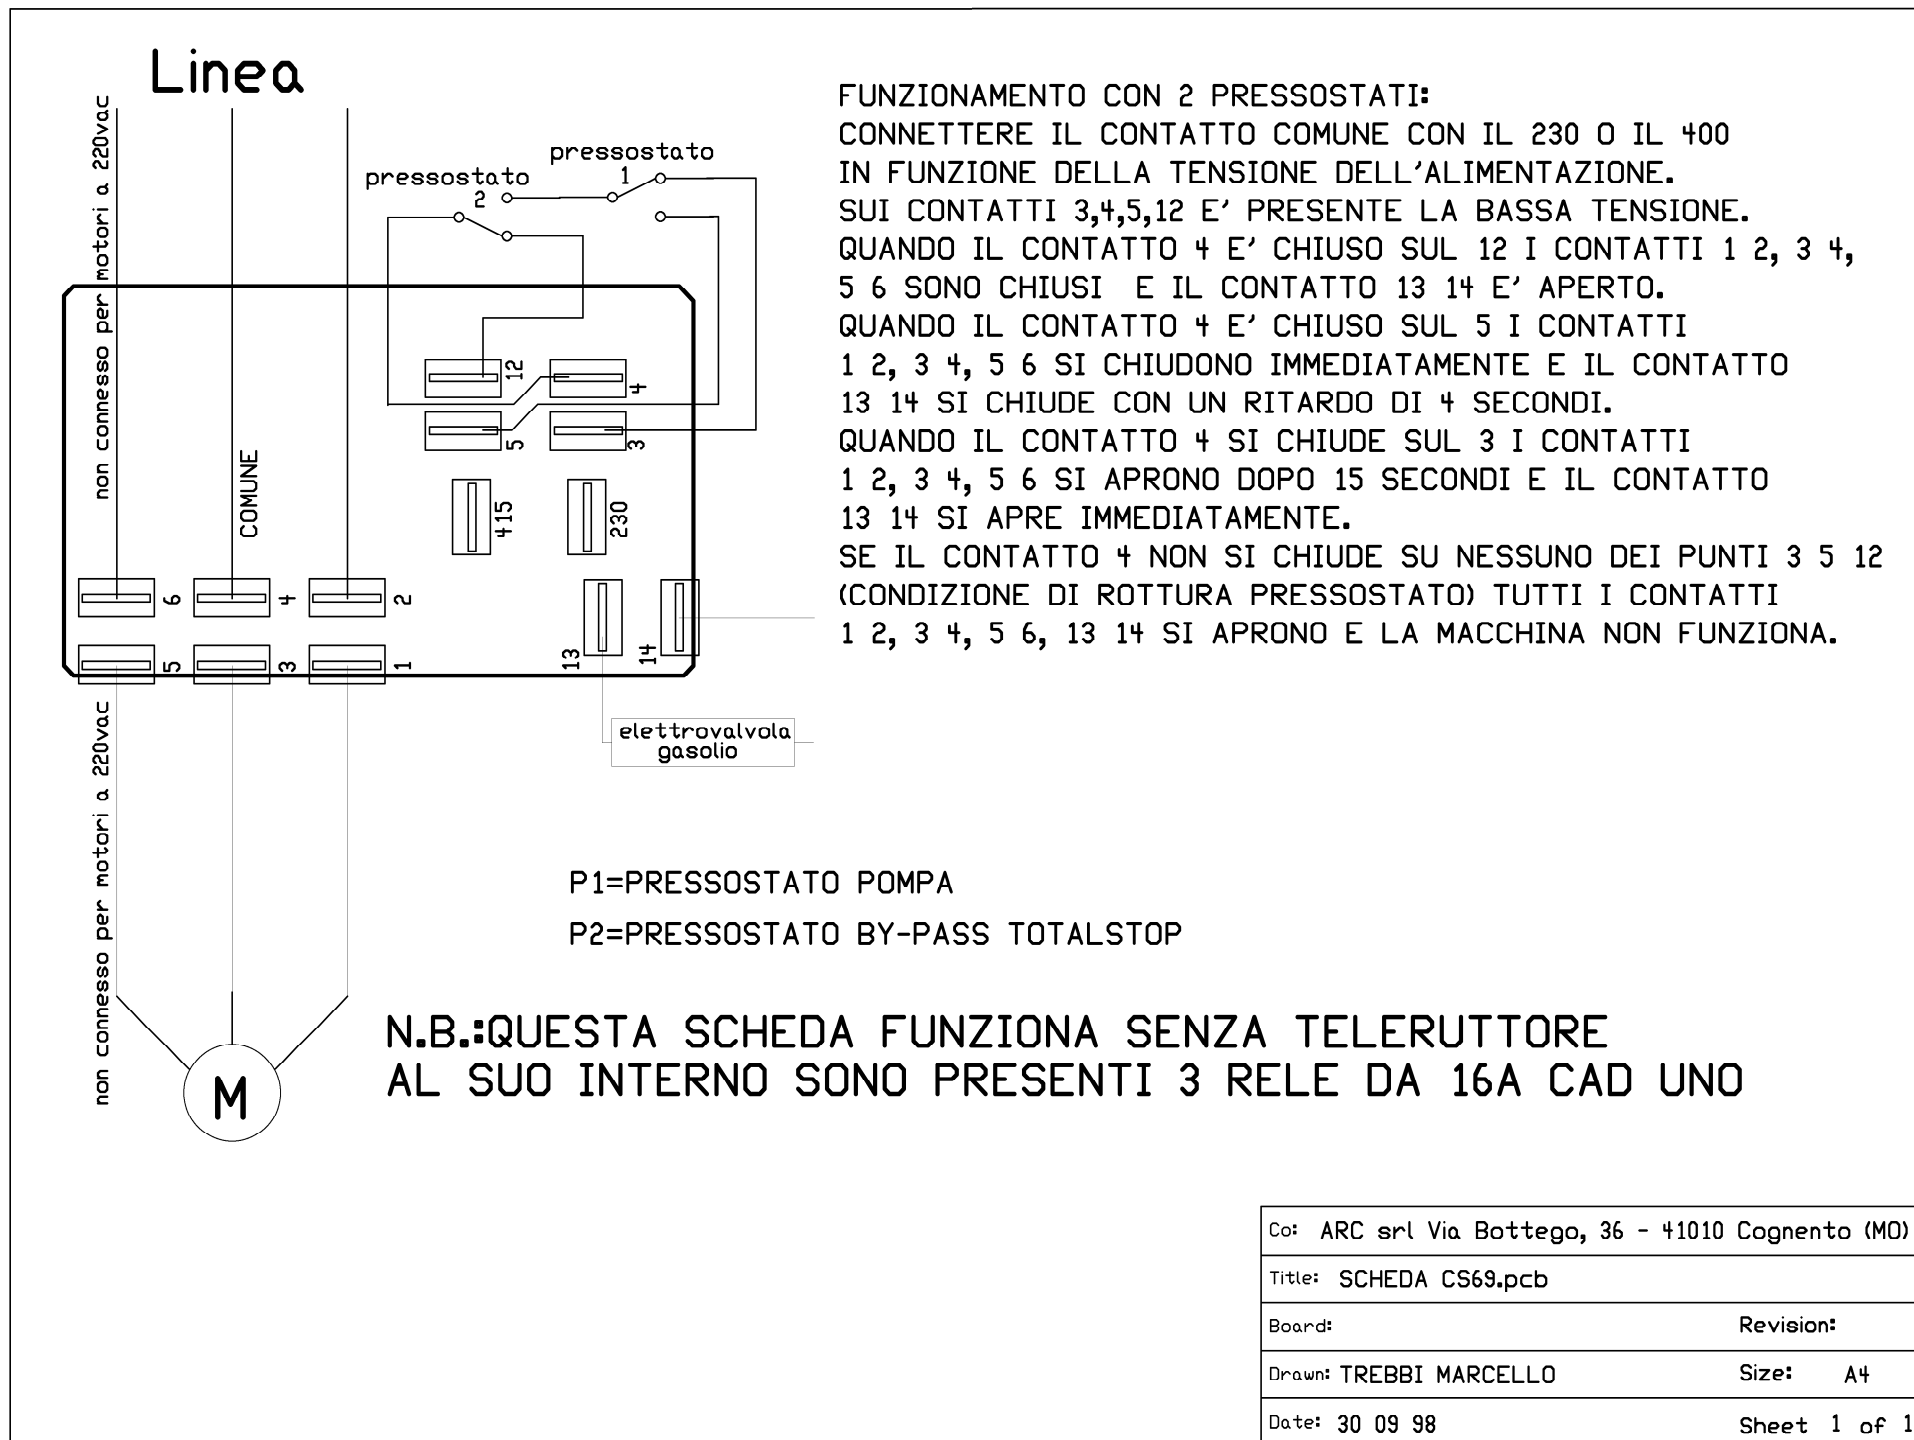 Linea
non connesso per motori a 220vac
COMUNE
pressostato
1
pressostato
2
12
4
5
3
415
230
6
4
2
5
3
1
13
14
elettrovalvola
gasolio
non connesso per motori a 220vac
M
FUNZIONAMENTO CON 2 PRESSOSTATI:
CONNETTERE IL CONTATTO COMUNE CON IL 230 O IL 400
IN FUNZIONE DELLA TENSIONE DELL'ALIMENTAZIONE.
SUI CONTATTI 3,4,5,12 E' PRESENTE LA BASSA TENSIONE.
QUANDO IL CONTATTO 4 E' CHIUSO SUL 12 I CONTATTI 1 2, 3 4,
5 6 SONO CHIUSI E IL CONTATTO 13 14 E' APERTO.
QUANDO IL CONTATTO 4 E' CHIUSO SUL 5 I CONTATTI
1 2, 3 4, 5 6 SI CHIUDONO IMMEDIATAMENTE E IL CONTATTO
13 14 SI CHIUDE CON UN RITARDO DI 4 SECONDI.
QUANDO IL CONTATTO 4 SI CHIUDE SUL 3 I CONTATTI
1 2, 3 4, 5 6 SI APRONO DOPO 15 SECONDI E IL CONTATTO
13 14 SI APRE IMMEDIATAMENTE.
SE IL CONTATTO 4 NON SI CHIUDE SU NESSUNO DEI PUNTI 3 5 12
(CONDIZIONE DI ROTTURA PRESSOSTATO) TUTTI I CONTATTI
1 2, 3 4, 5 6, 13 14 SI APRONO E LA MACCHINA NON FUNZIONA.
P1=PRESSOSTATO POMPA
P2=PRESSOSTATO BY-PASS TOTALSTOP
N.B.:QUESTA SCHEDA FUNZIONA SENZA TELERUTTORE
AL SUO INTERNO SONO PRESENTI 3 RELE DA 16A CAD UNO
Co: ARC srl Via Bottego, 36 - 41010 Cognento (MO)
Title: SCHEDA CS69.pcb
Board: Revision:
Drawn: TREBBI MARCELLO Size: A4
Date: 30 09 98 Sheet 1 of 1